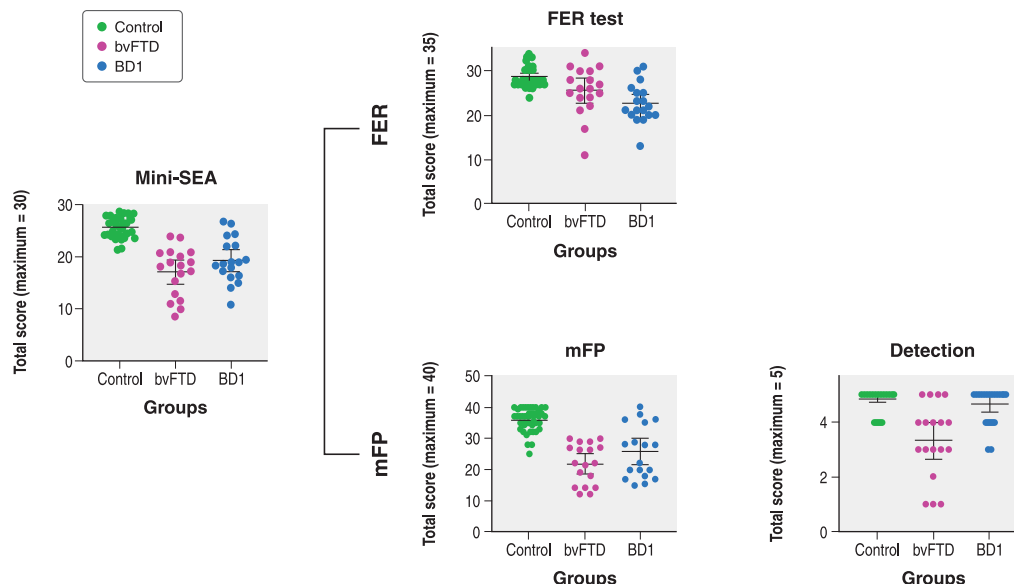 Control
bvFTD
BD1
FER test
Total score (maximum = 35)
30
20
10
0
Control
bvFTD
BD1
Groups
FER
Mini-SEA
Total score (maximum = 30)
30
20
10
0
Control
bvFTD
BD1
Groups
mFP
mFP
Total score (maximum = 40)
50
40
30
20
10
0
Control
bvFTD
BD1
Groups
Detection
Total score (maximum = 5)
4
2
0
Control
bvFTD
BD1
Groups